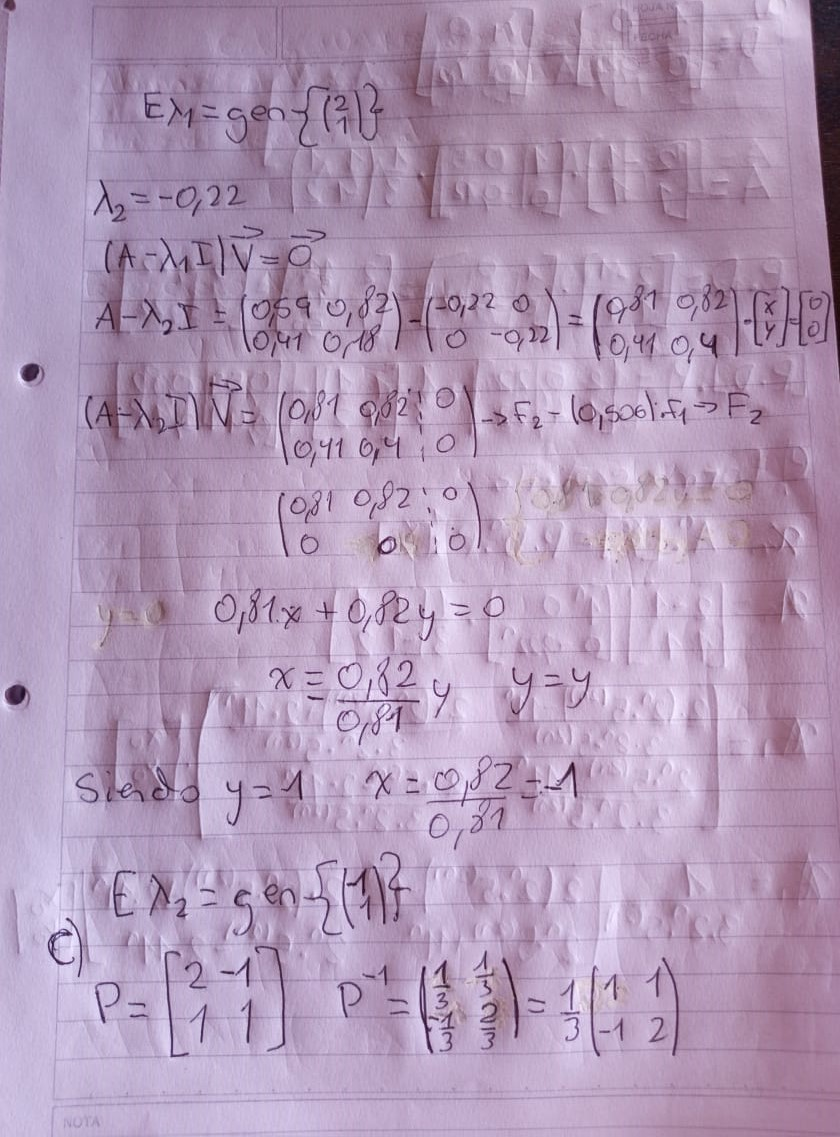 HOJA N
FECHA
Eλ1 = gen {(2 1)}
λ2 = -0,22
(A - λ1 I) V⃗ = O⃗
A - λ2 I = (0,59 0,82 / 0,41 0,18) - (-0,22 0 / 0 -0,22) = (0,81 0,82 / 0,41 0,4) · [x / y] = [0 / 0]
(A - λ2 I) V⃗ = (0,81 0,82 ⋮ 0 / 0,41 0,4 ⋮ 0) → F2 - (0,506)·F1 → F2
(0,81 0,82 ⋮ 0 / 0 0 ⋮ 0)
0,81·x + 0,82y = 0
x = 0,82/0,81 y y = y
Siendo y = 1 x = 0,82/0,81 = -1
Eλ2 = gen {(-1 1)}
c)
P = [2 -1 / 1 1] P⁻¹ = (1/3 1/3 / -1/3 2/3) = 1/3 (1 1 / -1 2)
NOTA